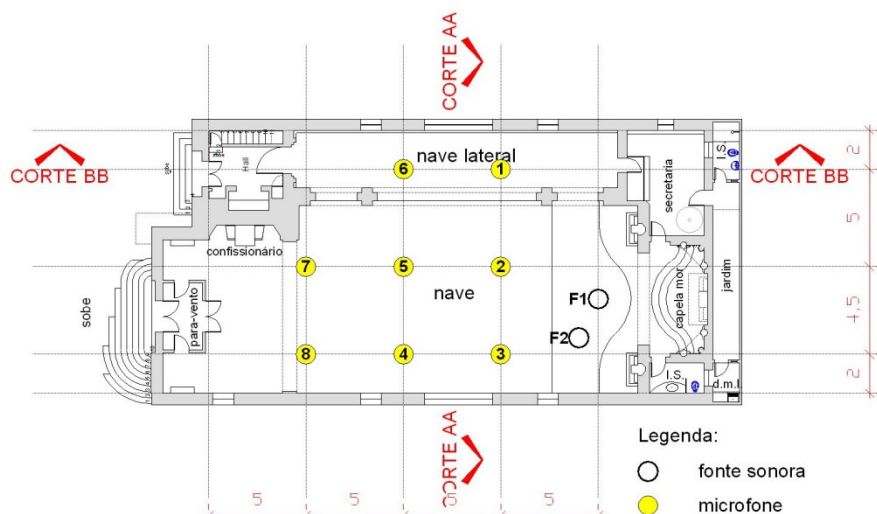 CORTE AA
nave lateral
6
1
Hall
I.S.
secretaria
2
CORTE BB
CORTE BB
sobe
5
confissionário
7
5
2
jardim
capela mor
sobe
para-vento
nave
F1
F2
4,5
8
4
3
I.S.
d.m.l
2
CORTE AA
Legenda:
fonte sonora
microfone
5
5
5
5